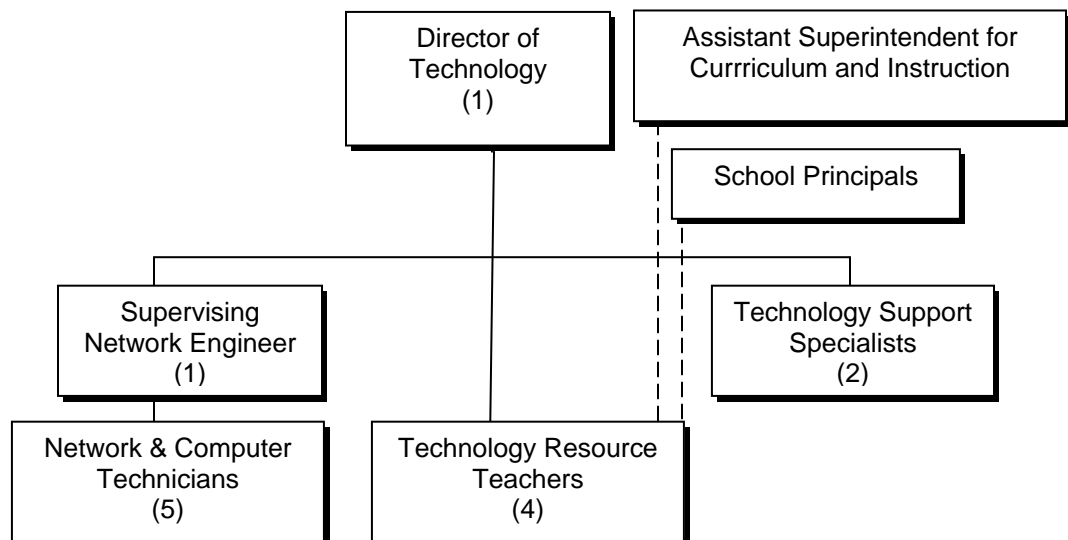 Director of
Technology
(1)
Assistant Superintendent for
Currriculum and Instruction
School Principals
Supervising
Network Engineer
(1)
Technology Support
Specialists
(2)
Network & Computer
Technicians
(5)
Technology Resource
Teachers
(4)